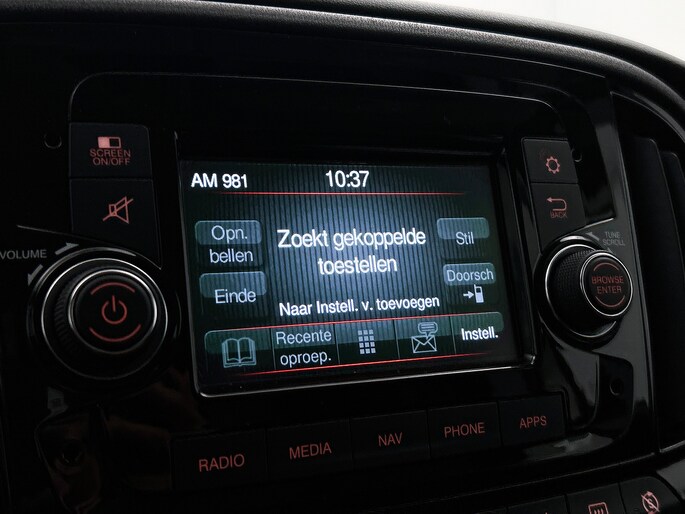 SCREEN
ON/OFF
VOLUME
AM 981
10:37
Opn.
bellen
Zoekt gekoppelde
toestellen
Stil
Einde
Doorsch
Naar Instell. v. toevoegen
Recente
oproep.
Instell.
BACK
TUNE
SCROLL
BROWSE
ENTER
RADIO
MEDIA
NAV
PHONE
APPS